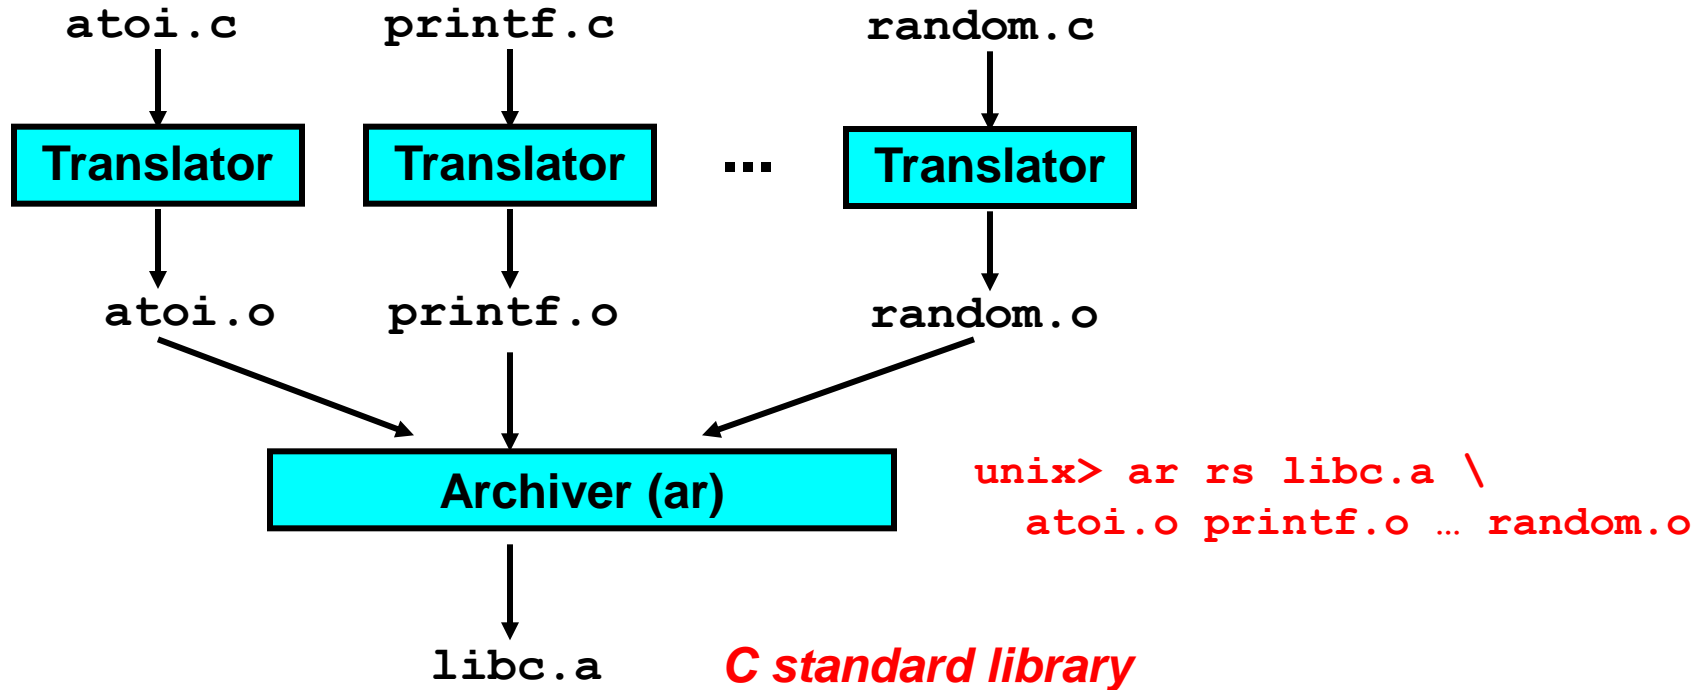 atoi.c printf.c random.c
Translator Translator ... Translator
atoi.o printf.o random.o
Archiver (ar)
unix> ar rs libc.a \
atoi.o printf.o … random.o
libc.a
C standard library